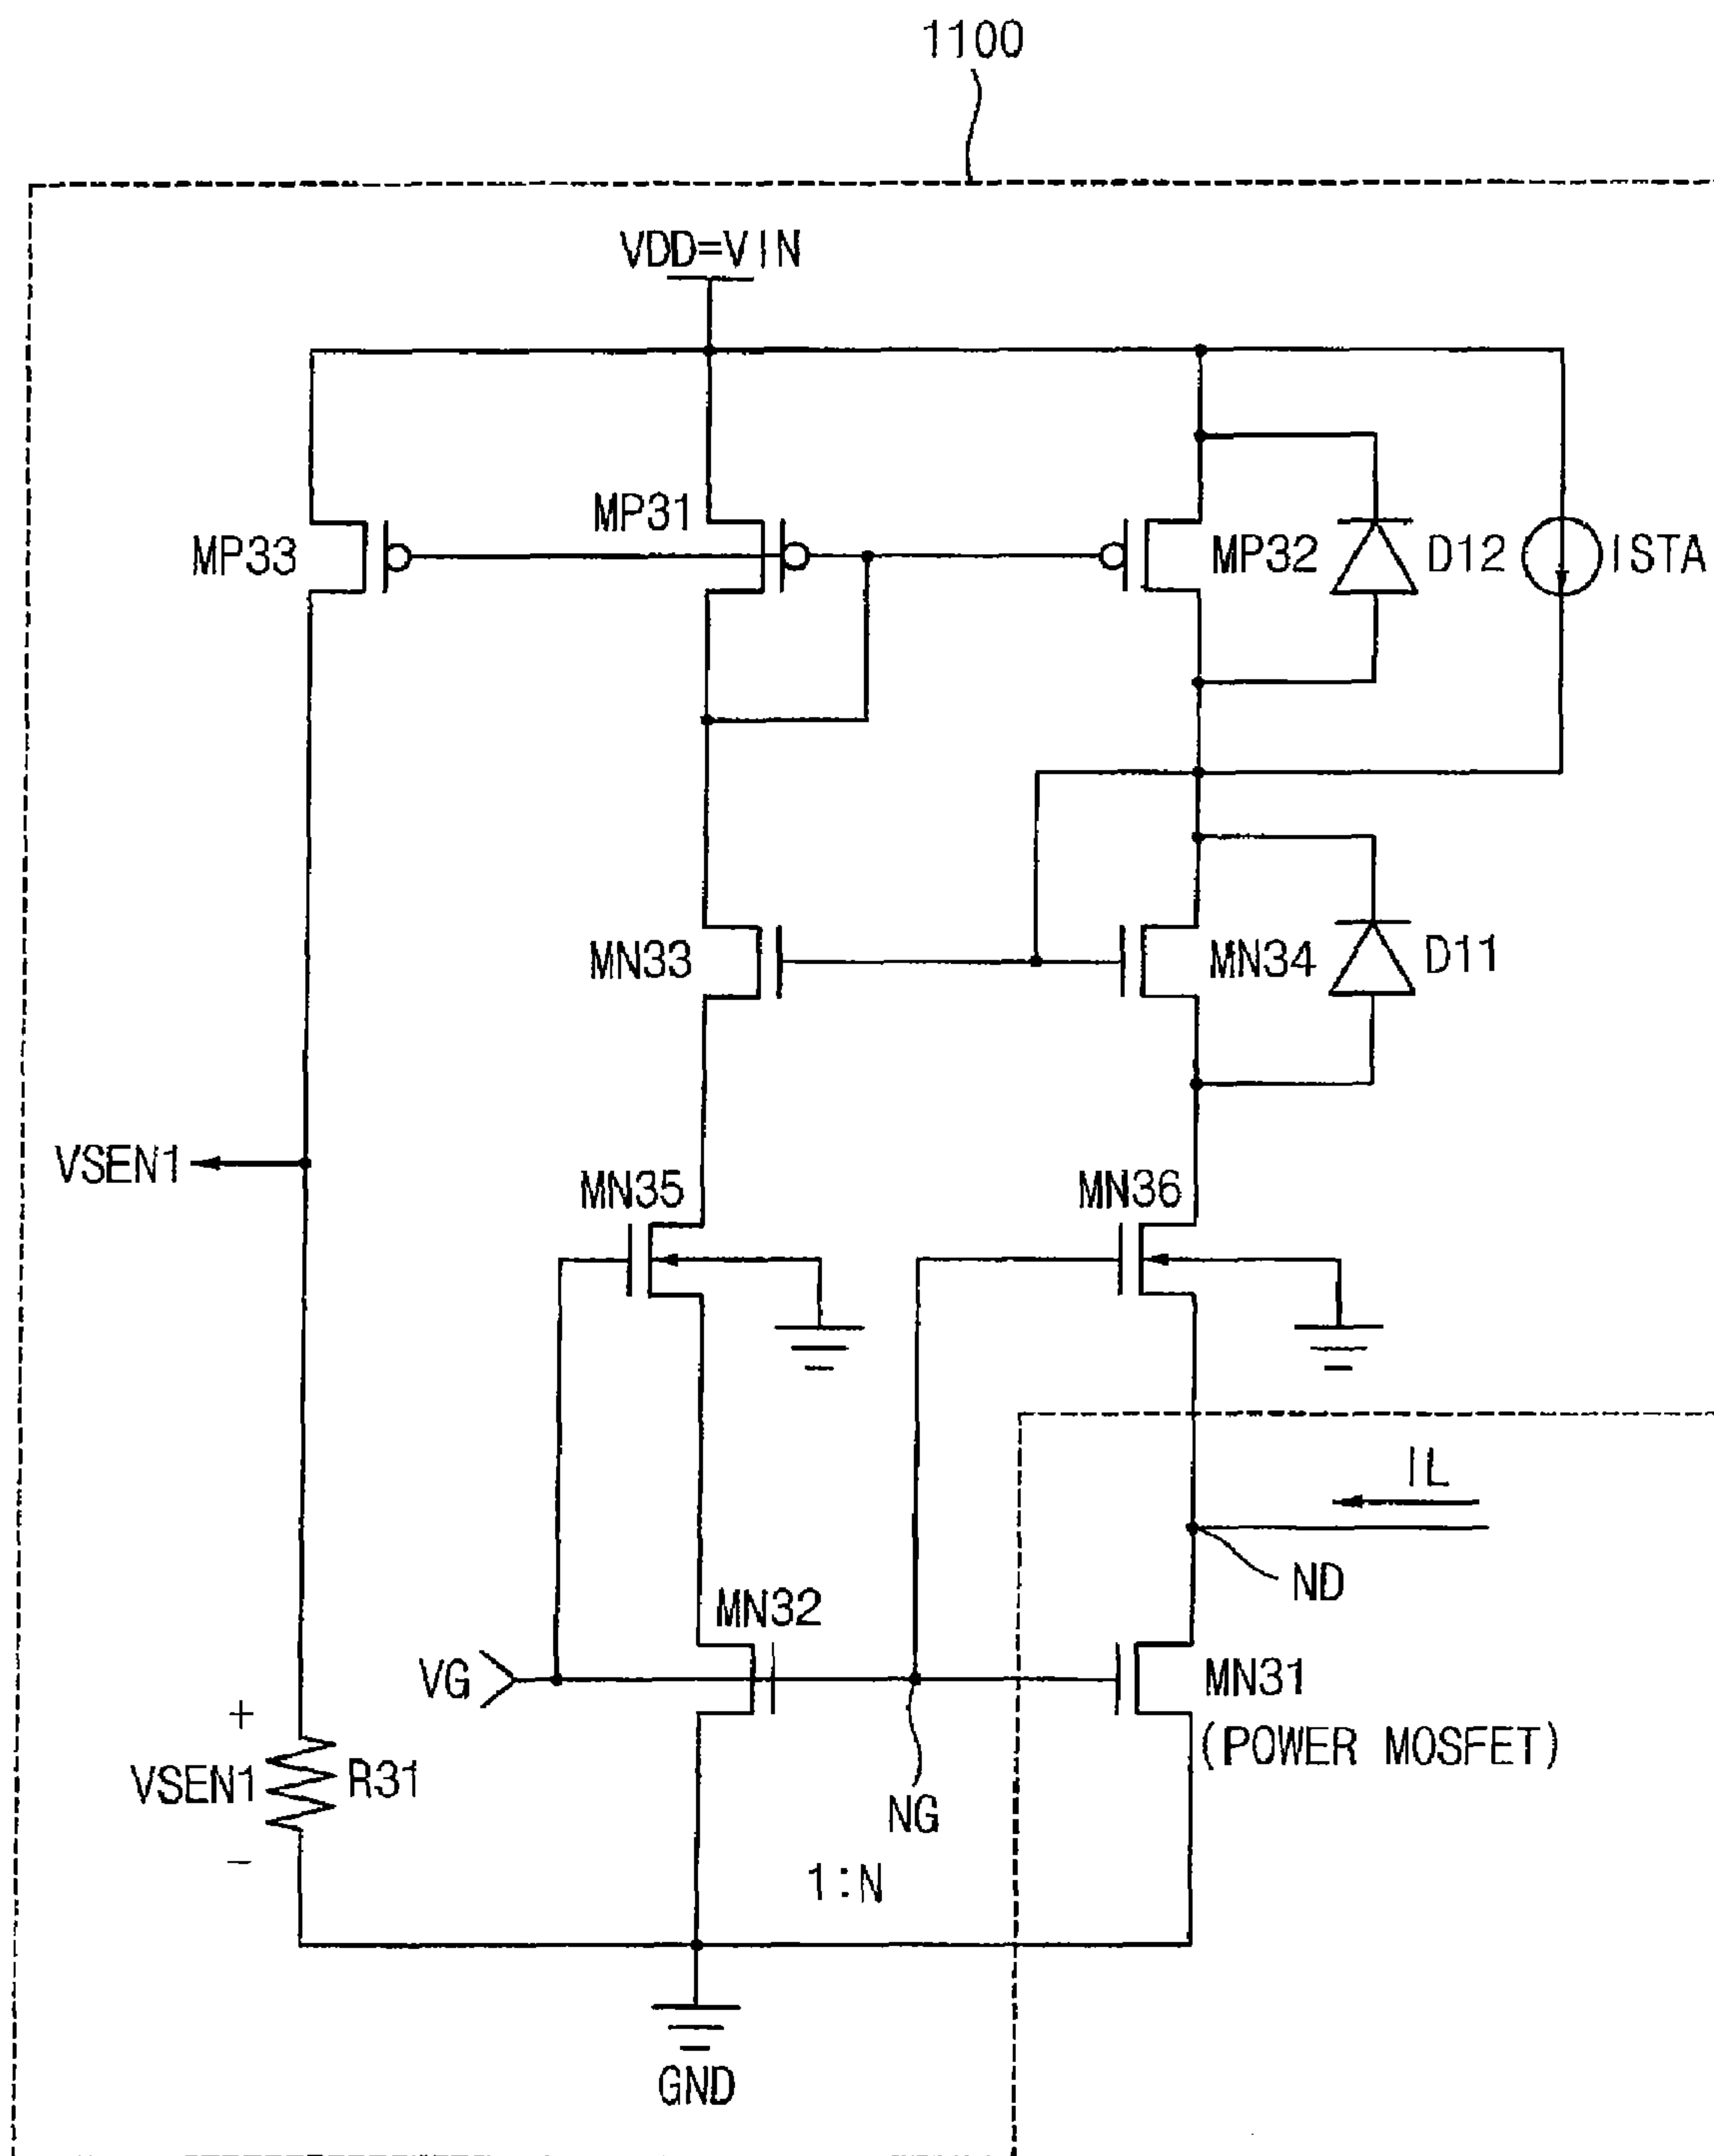 1100
VDD=VIN
MP33
MP31
MP32
D12
ISTA
MN33
MN34
D11
VSEN1
MN35
MN36
IL
ND
MN32
VG
MN31
(POWER MOSFET)
+
VSEN1
R31
-
NG
1:N
GND